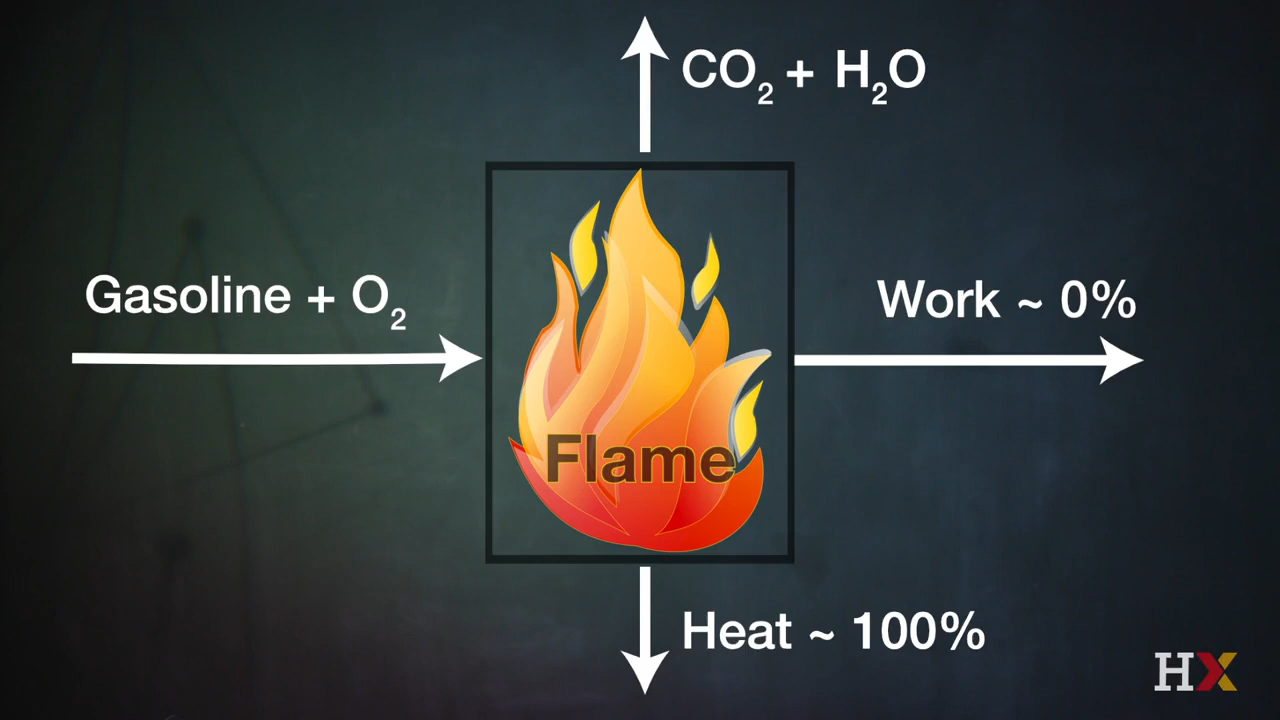 CO₂ + H₂O
Gasoline + O₂
Work ~ 0%
Flame
Heat ~ 100%
HX